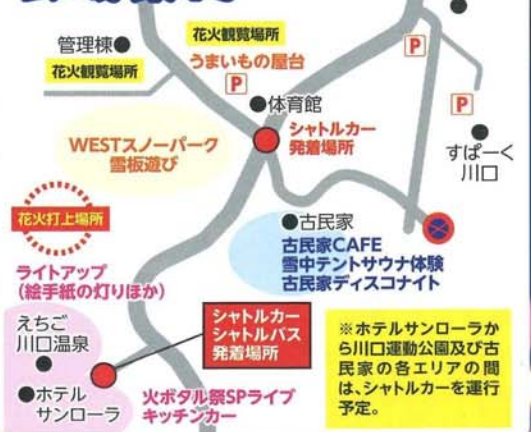 管理棟
花火観覧場所
花火観覧場所
うまいもの屋台
P
P
P
体育館
シャトルカー
発着場所
すぱーく
川口
WESTスノーパーク
雪板遊び
花火打上場所
古民家
古民家CAFE
雪中テントサウナ体験
古民家ディスコナイト
ライトアップ
(絵手紙の灯りほか)
えちご
川口温泉
シャトルカー
シャトルバス
発着場所
ホテル
サンローラ
火ボタル祭SPライブ
キッチンカー
※ホテルサンローラか
ら川口運動公園及び古
民家の各エリアの間
は、シャトルカーを運行
予定。